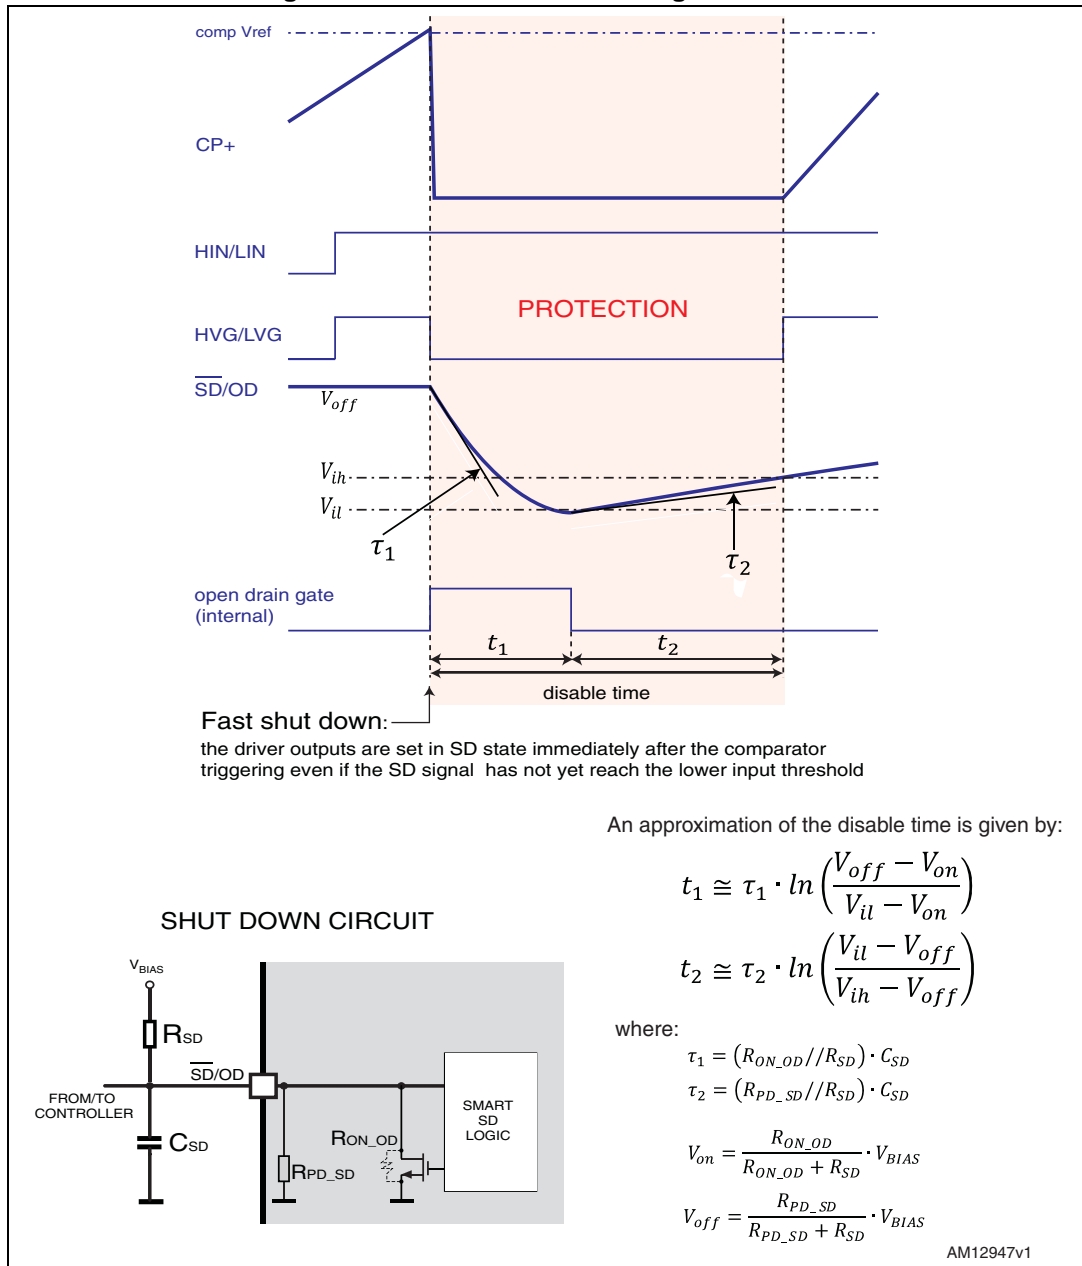 comp Vref
CP+
HIN/LIN
PROTECTION
HVG/LVG
SD/OD
V_off
V_ih
V_il
τ_1
τ_2
open drain gate
(internal)
t_1
t_2
disable time
Fast shut down:
the driver outputs are set in SD state immediately after the comparator
triggering even if the SD signal has not yet reach the lower input threshold
An approximation of the disable time is given by:
t_1 ≅ τ_1 · ln((V_off − V_on)/(V_il − V_on))
t_2 ≅ τ_2 · ln((V_il − V_off)/(V_ih − V_off))
where:
τ_1 = (R_ON_OD//R_SD) · C_SD
τ_2 = (R_PD_SD//R_SD) · C_SD
V_on = R_ON_OD/(R_ON_OD + R_SD) · V_BIAS
V_off = R_PD_SD/(R_PD_SD + R_SD) · V_BIAS
SHUT DOWN CIRCUIT
VBIAS
RSD
SD/OD
FROM/TO
CONTROLLER
CSD
RPD_SD
RON_OD
SMART
SD
LOGIC
AM12947v1